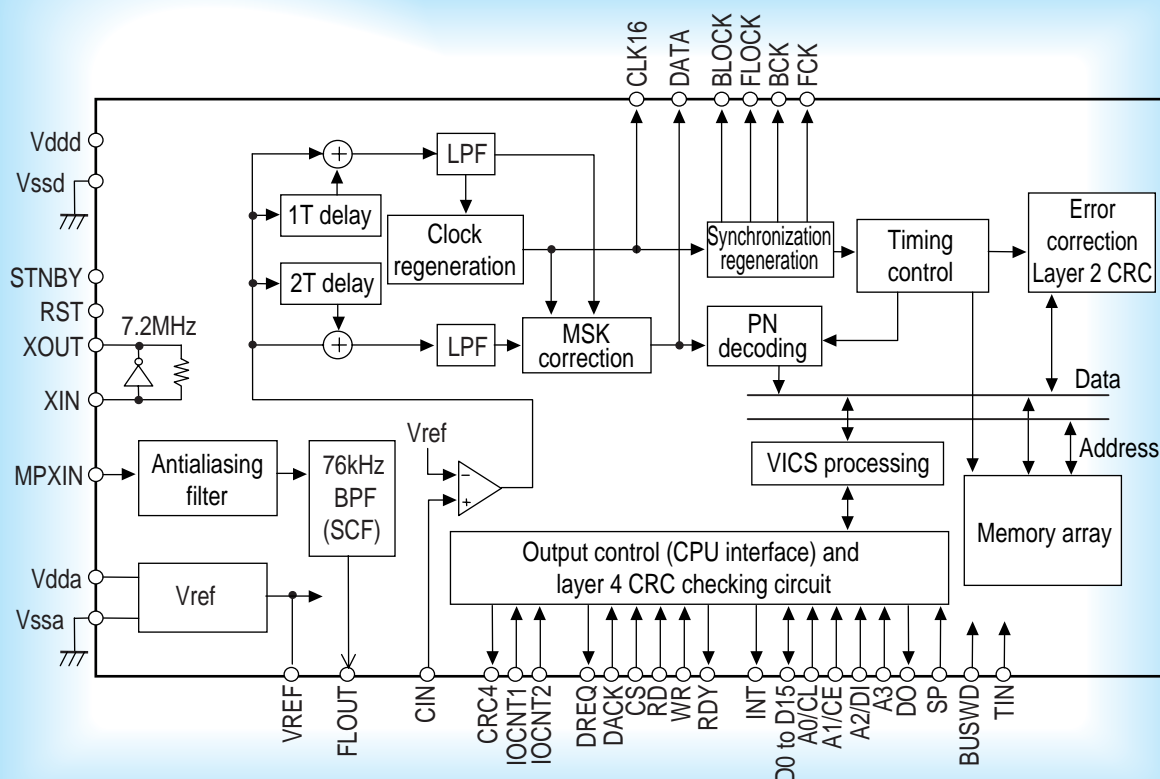 CLK16
DATA
BLOCK
FLOCK
BCK
FCK
Vddd
Vssd
STNBY
RST
XOUT
7.2MHz
XIN
MPXIN
Vdda
Vssa
LPF
1T delay
Clock
regeneration
2T delay
LPF
MSK
correction
Synchronization
regeneration
Timing
control
Error
correction
Layer 2 CRC
PN
decoding
Data
Address
Antialiasing
filter
76kHz
BPF
(SCF)
Vref
−
+
VICS processing
Memory array
Output control (CPU interface) and
layer 4 CRC checking circuit
Vref
VREF
FLOUT
CIN
CRC4
IOCNT1
IOCNT2
DREQ
DACK
CS
RD
WR
RDY
INT
D0 to D15
A0/CL
A1/CE
A2/DI
A3
DO
SP
BUSWD
TIN